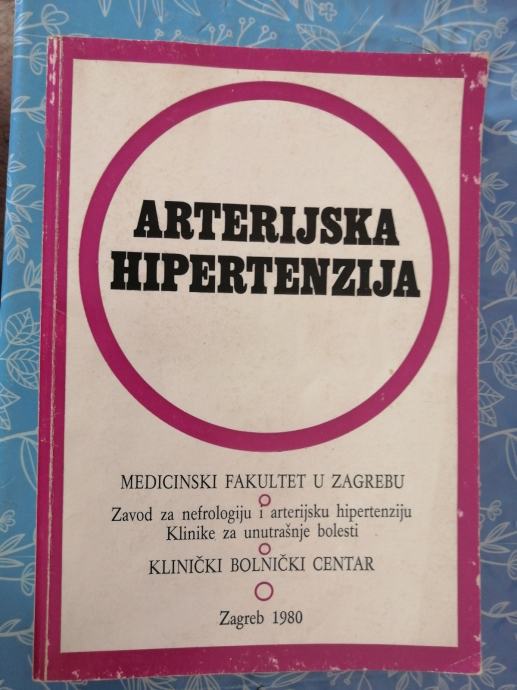 ARTERIJSKA
HIPERTENZIJA
MEDICINSKI FAKULTET U ZAGREBU
Zavod za nefrologiju i arterijsku hipertenziju
Klinike za unutrašnje bolesti
KLINIČKI BOLNIČKI CENTAR
Zagreb 1980